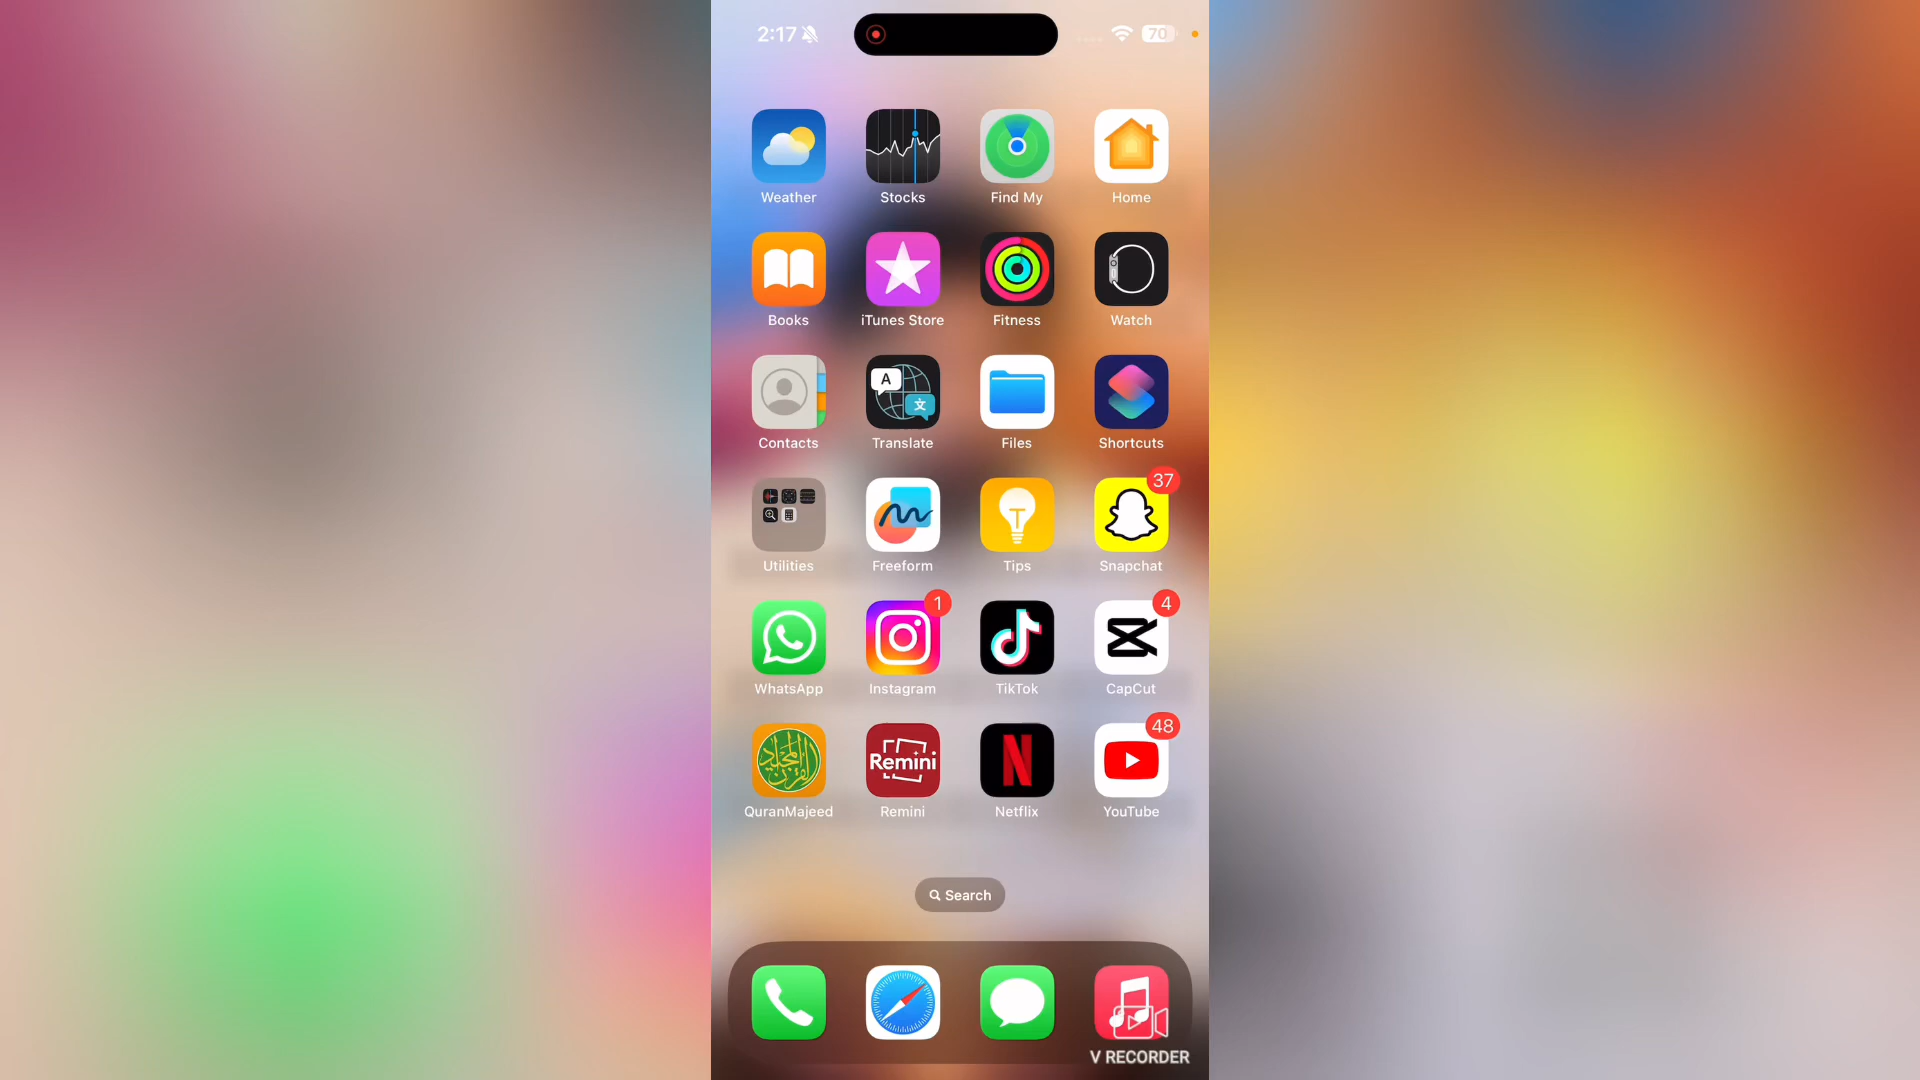 2:17
70
Weather
Stocks
Find My
Home
Books
iTunes Store
Fitness
Watch
A
文
Contacts
Translate
Files
Shortcuts
37
Utilities
Freeform
Tips
Snapchat
1
4
WhatsApp
Instagram
TikTok
CapCut
48
Remini
N
QuranMajeed
Remini
Netflix
YouTube
Search
V RECORDER